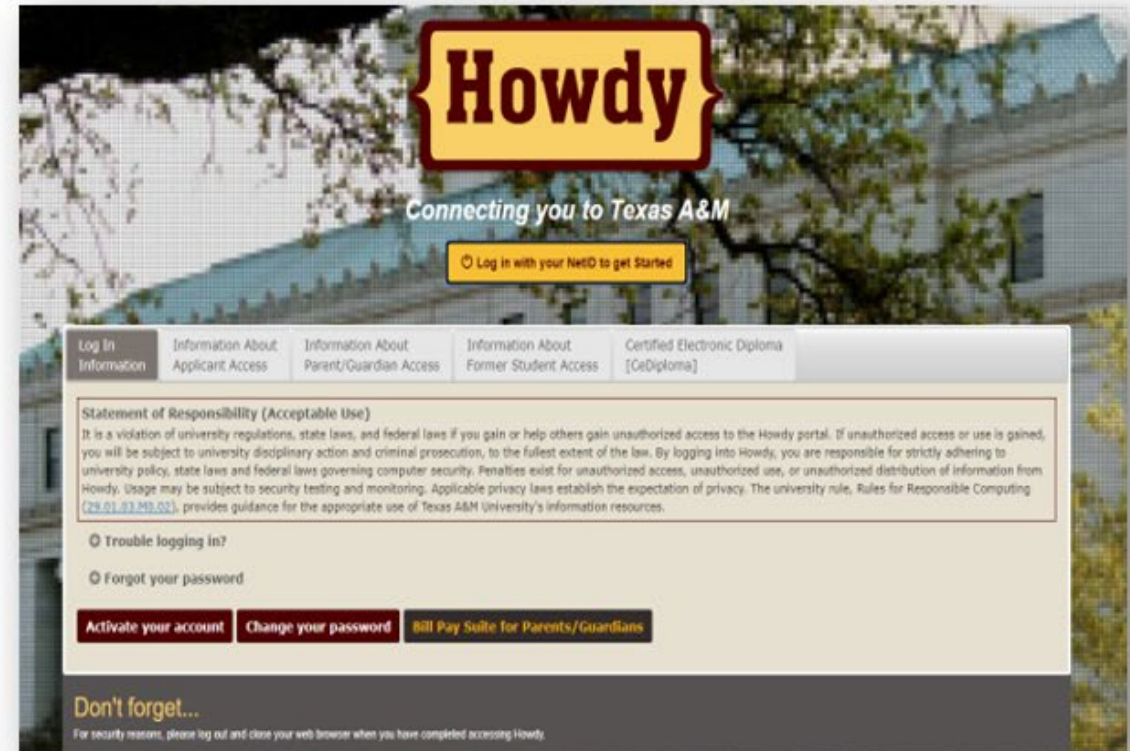 {Howdy}
Connecting you to Texas A&M
Log in with your NetID to get Started
Log In
Information
Information About
Applicant Access
Information About
Parent/Guardian Access
Information About
Former Student Access
Certified Electronic Diploma
[CeDiploma]
Statement of Responsibility (Acceptable Use)
It is a violation of university regulations, state laws, and federal laws if you gain or help others gain unauthorized access to the Howdy portal. If unauthorized access or use is gained,
you will be subject to university disciplinary action and criminal prosecution, to the fullest extent of the law. By logging into Howdy, you are responsible for strictly adhering to
university policy, state laws and federal laws governing computer security. Penalties exist for unauthorized access, unauthorized use, or unauthorized distribution of information from
Howdy. Usage may be subject to security testing and monitoring. Applicable privacy laws establish the expectation of privacy. The university rule, Rules for Responsible Computing
(29.01.03.M0.02), provides guidance for the appropriate use of Texas A&M University's information resources.
Trouble logging in?
Forgot your password
Activate your account
Change your password
Bill Pay Suite for Parents/Guardians
Don't forget...
For security reasons, please log out and close your web browser when you have completed accessing Howdy.